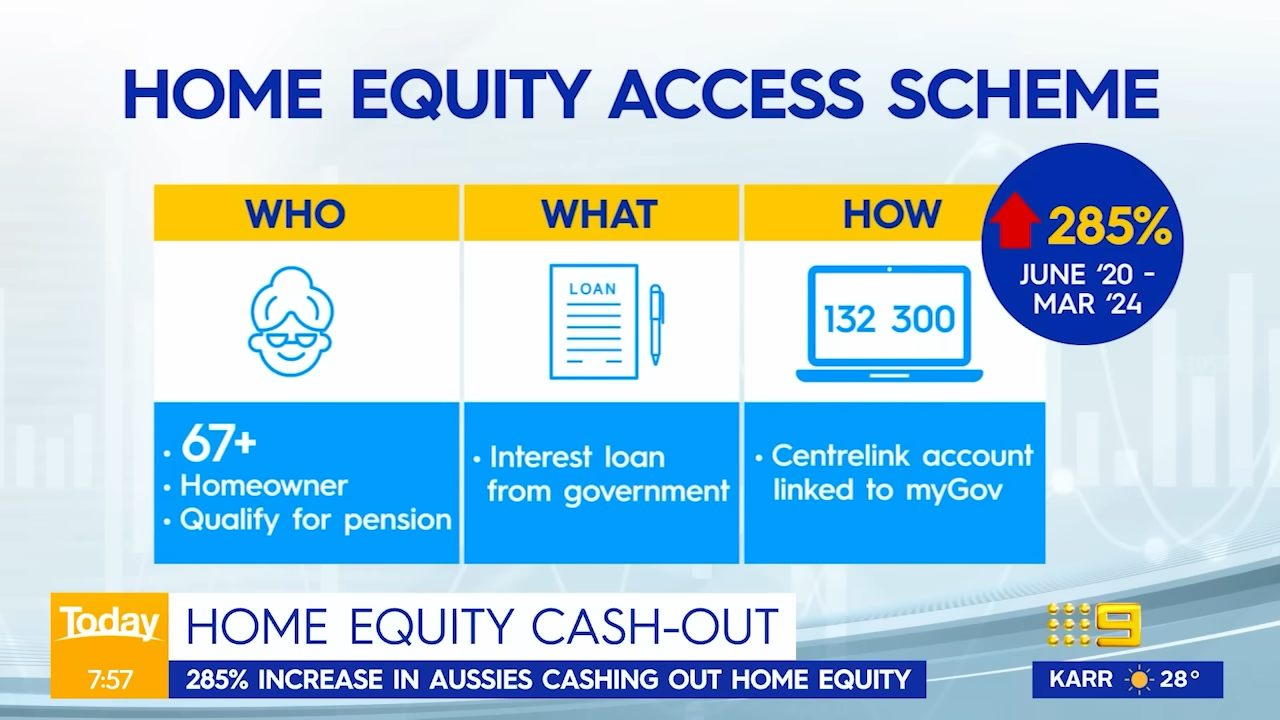 HOME EQUITY ACCESS SCHEME
WHO
WHAT
HOW
285%
JUNE ‘20 -
MAR ‘24
LOAN
132 300
• 67+
• Homeowner
• Qualify for pension
• Interest loan
from government
• Centrelink account
linked to myGov
Today
7:57
HOME EQUITY CASH-OUT
285% INCREASE IN AUSSIES CASHING OUT HOME EQUITY
9
KARR 28°